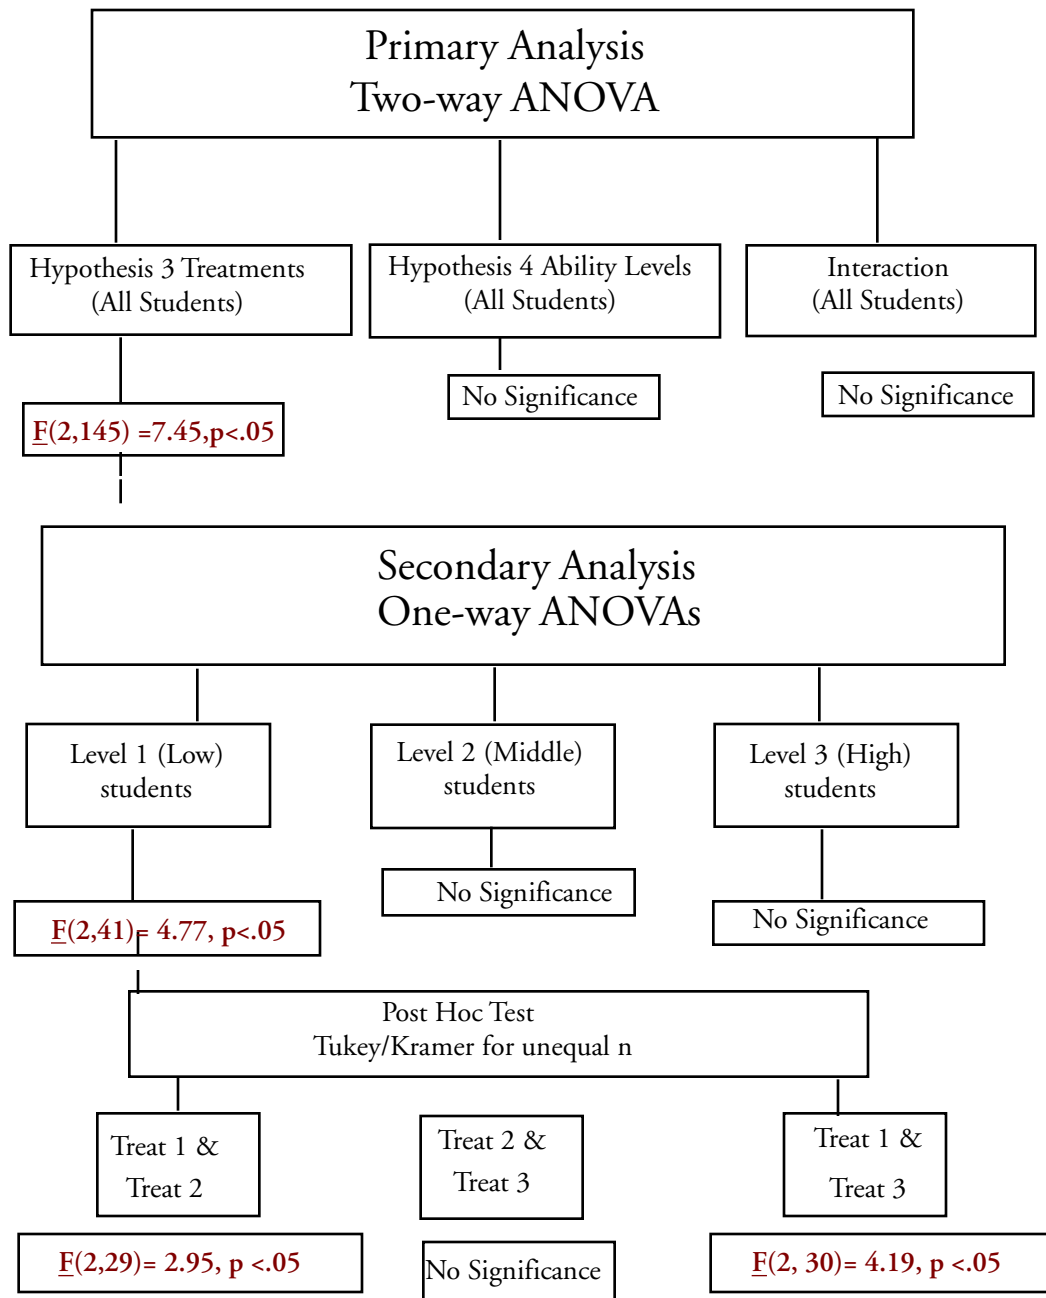 Primary Analysis
Two-way ANOVA
Hypothesis 3 Treatments
(All Students)
Hypothesis 4 Ability Levels
(All Students)
Interaction
(All Students)
No Significance
No Significance
F(2,145) =7.45,p<.05
Secondary Analysis
One-way ANOVAs
Level 1 (Low)
students
Level 2 (Middle)
students
Level 3 (High)
students
No Significance
No Significance
F(2,41)= 4.77, p<.05
Post Hoc Test
Tukey/Kramer for unequal n
Treat 1 &
Treat 2
Treat 2 &
Treat 3
Treat 1 &
Treat 3
F(2,29)= 2.95, p <.05
No Significance
F(2, 30)= 4.19, p <.05